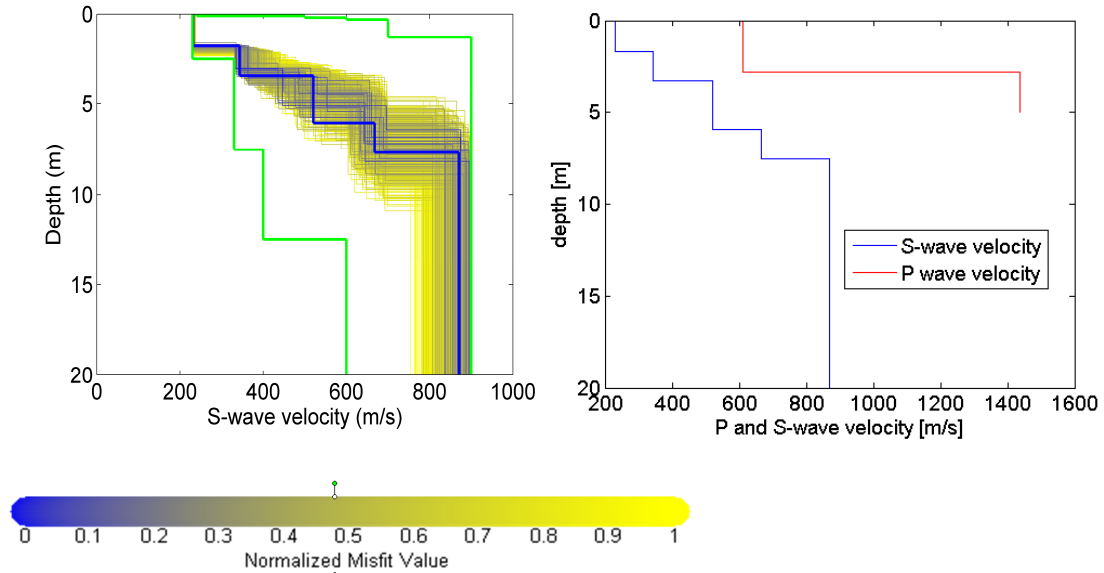 0
5
10
15
20
Depth (m)
0 200 400 600 800 1000
S-wave velocity (m/s)
0
5
10
15
20
depth [m]
S-wave velocity
P wave velocity
200 400 600 800 1000 1200 1400 1600
P and S-wave velocity [m/s]
0 0.1 0.2 0.3 0.4 0.5 0.6 0.7 0.8 0.9 1
Normalized Misfit Value